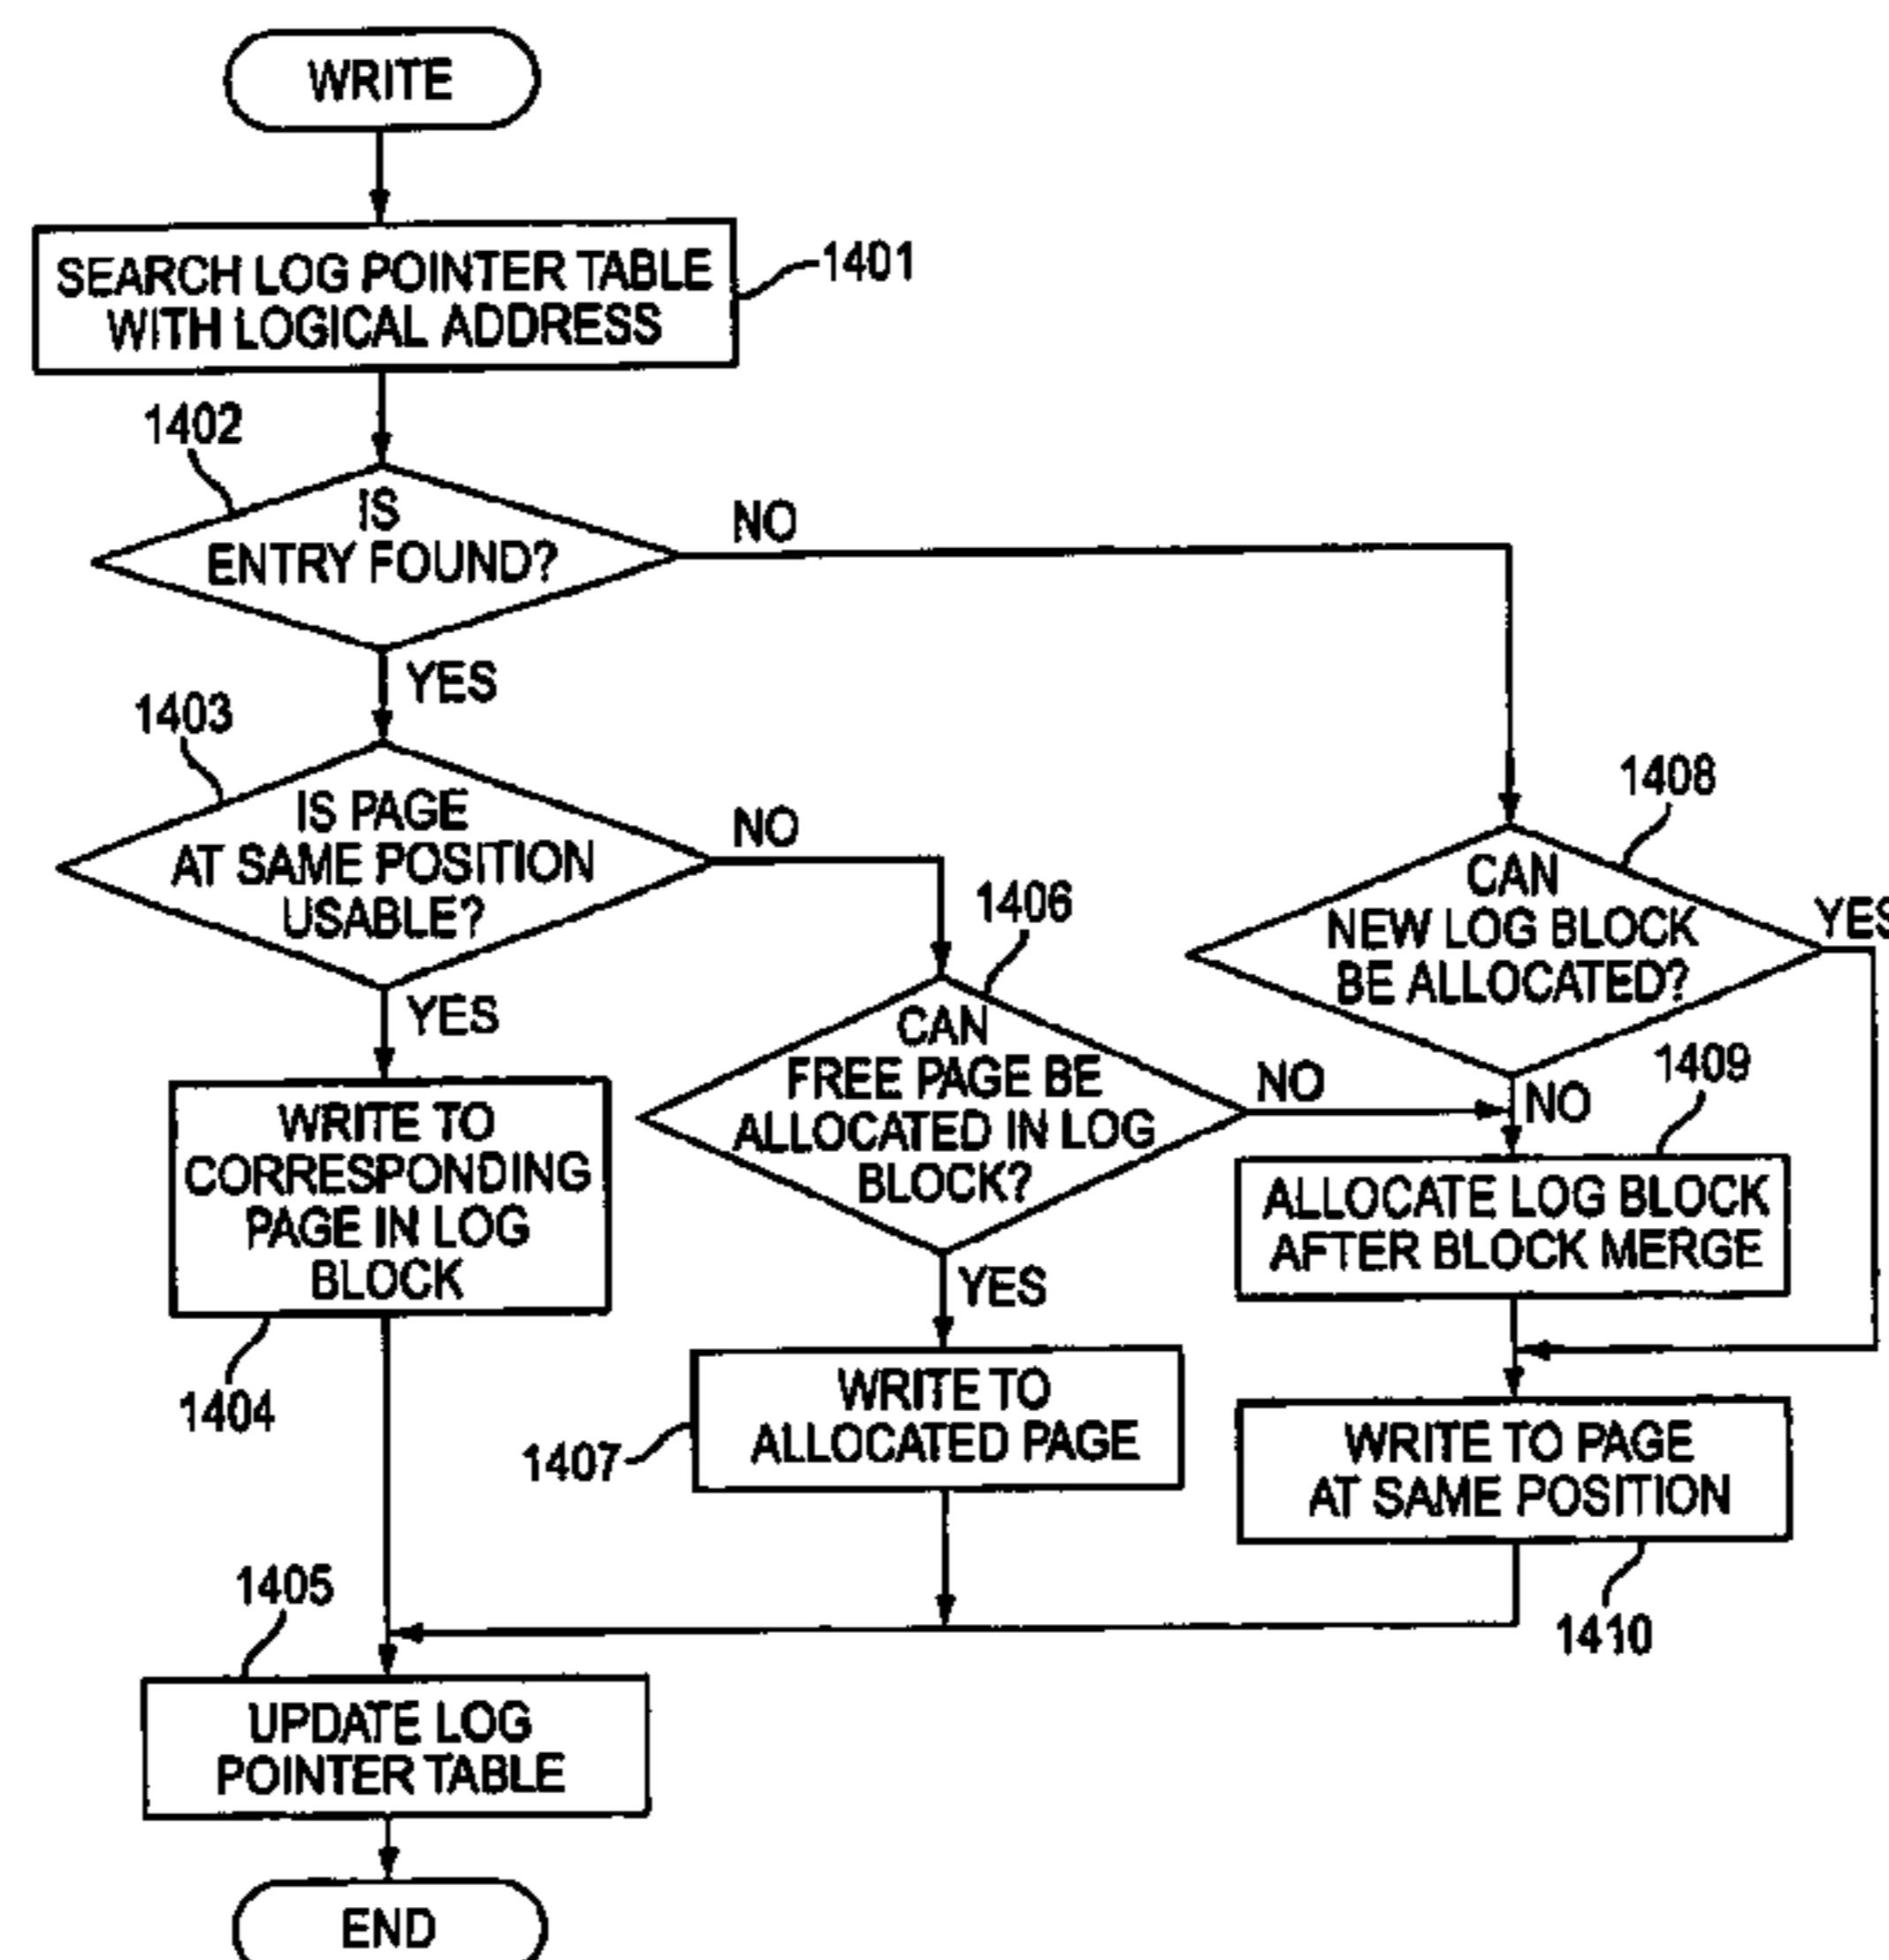 WRITE
SEARCH LOG POINTER TABLE
WITH LOGICAL ADDRESS
1401
1402
IS
ENTRY FOUND?
NO
YES
1403
IS PAGE
AT SAME POSITION
USABLE?
NO
YES
1408
CAN
NEW LOG BLOCK
BE ALLOCATED?
YES
NO
1406
CAN
FREE PAGE BE
ALLOCATED IN LOG
BLOCK?
NO
YES
WRITE TO
CORRESPONDING
PAGE IN LOG
BLOCK
1404
1409
ALLOCATE LOG BLOCK
AFTER BLOCK MERGE
WRITE TO
ALLOCATED PAGE
1407
WRITE TO PAGE
AT SAME POSITION
1410
1405
UPDATE LOG
POINTER TABLE
END